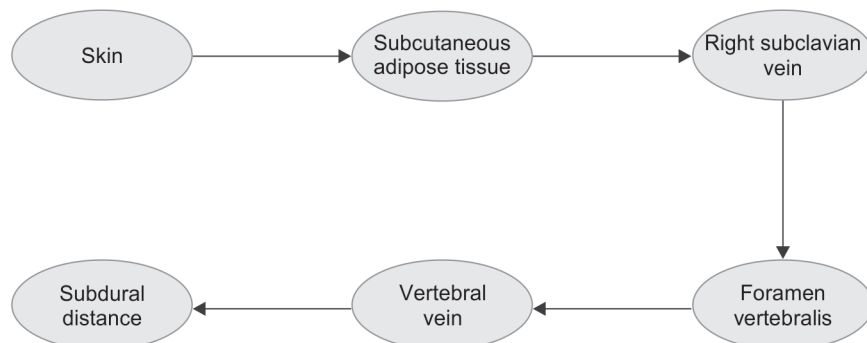 Skin
Subcutaneous
adipose tissue
Right subclavian
vein
Foramen
vertebralis
Vertebral
vein
Subdural
distance